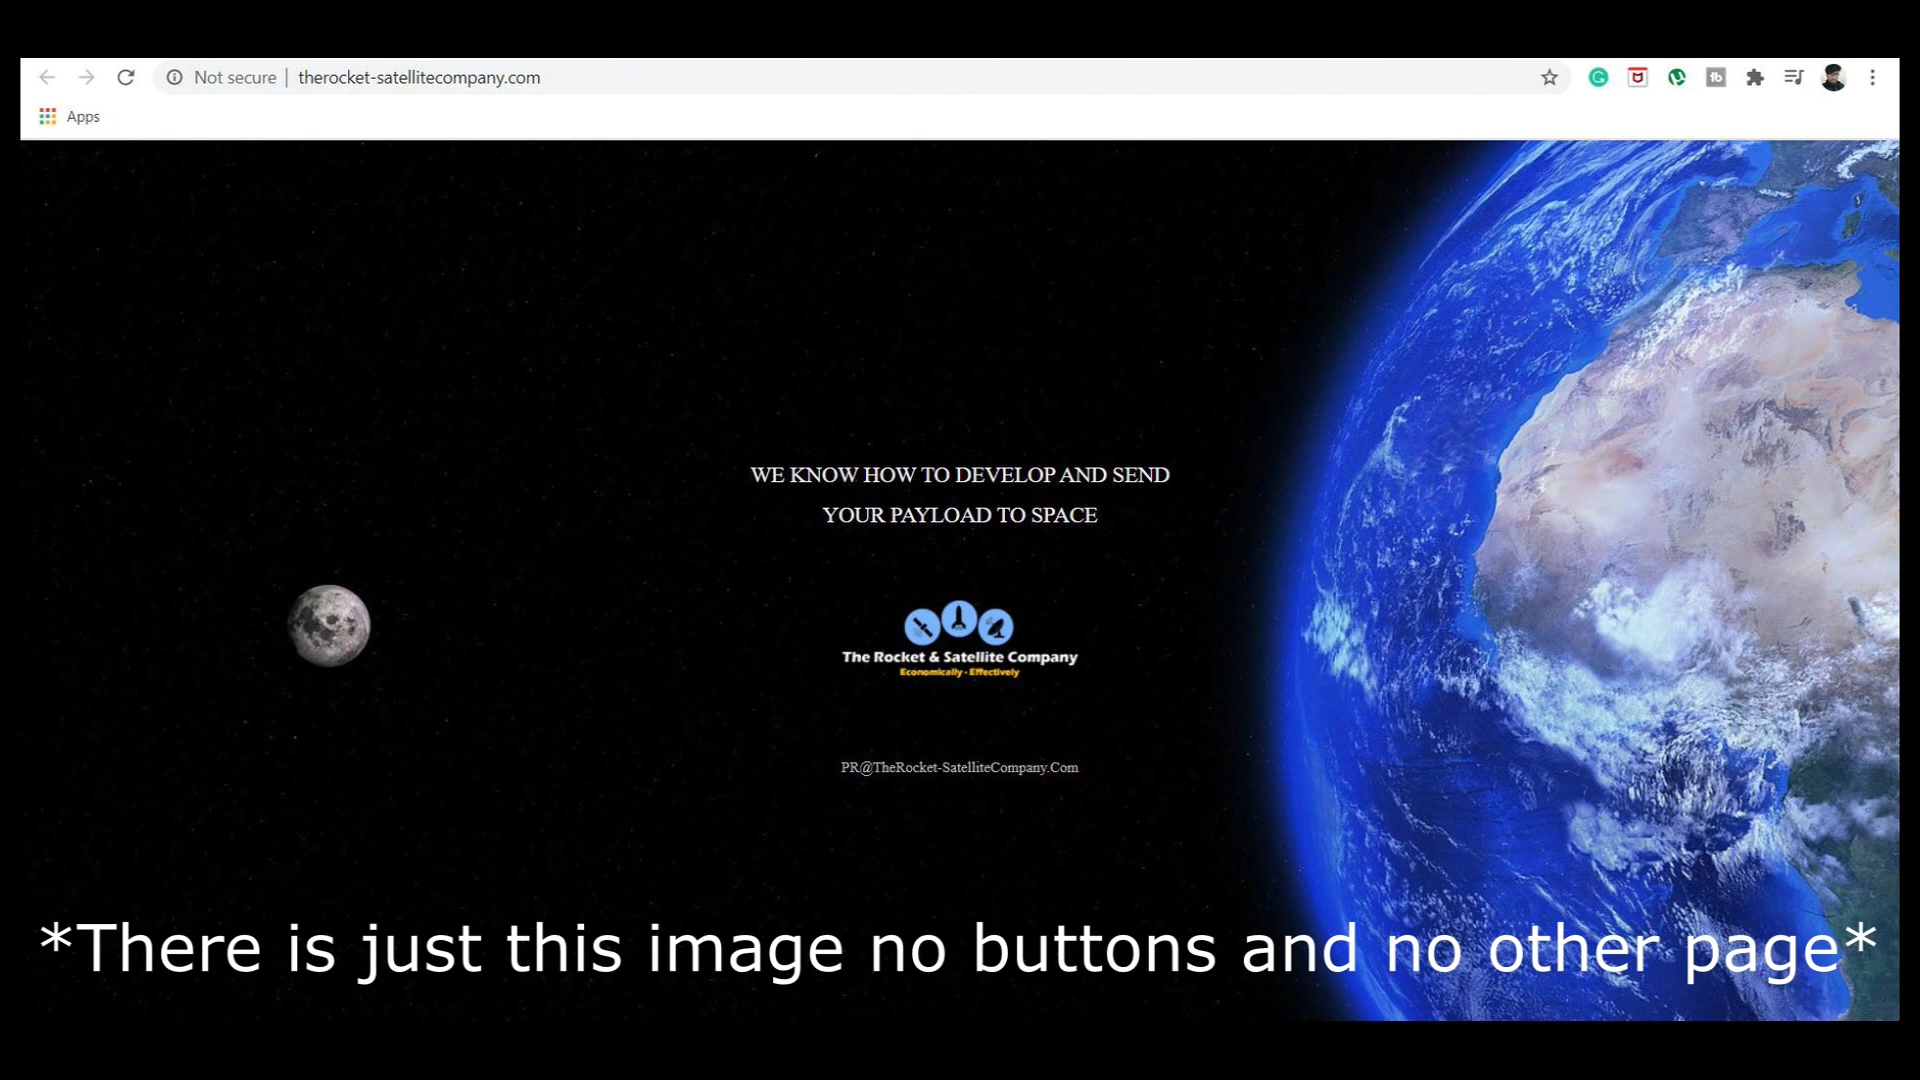 Not secure | therocket-satellitecompany.com
Apps
WE KNOW HOW TO DEVELOP AND SEND
YOUR PAYLOAD TO SPACE
The Rocket & Satellite Company
Economically - Effectively
PR@TheRocket-SatelliteCompany.Com
*There is just this image no buttons and no other page*